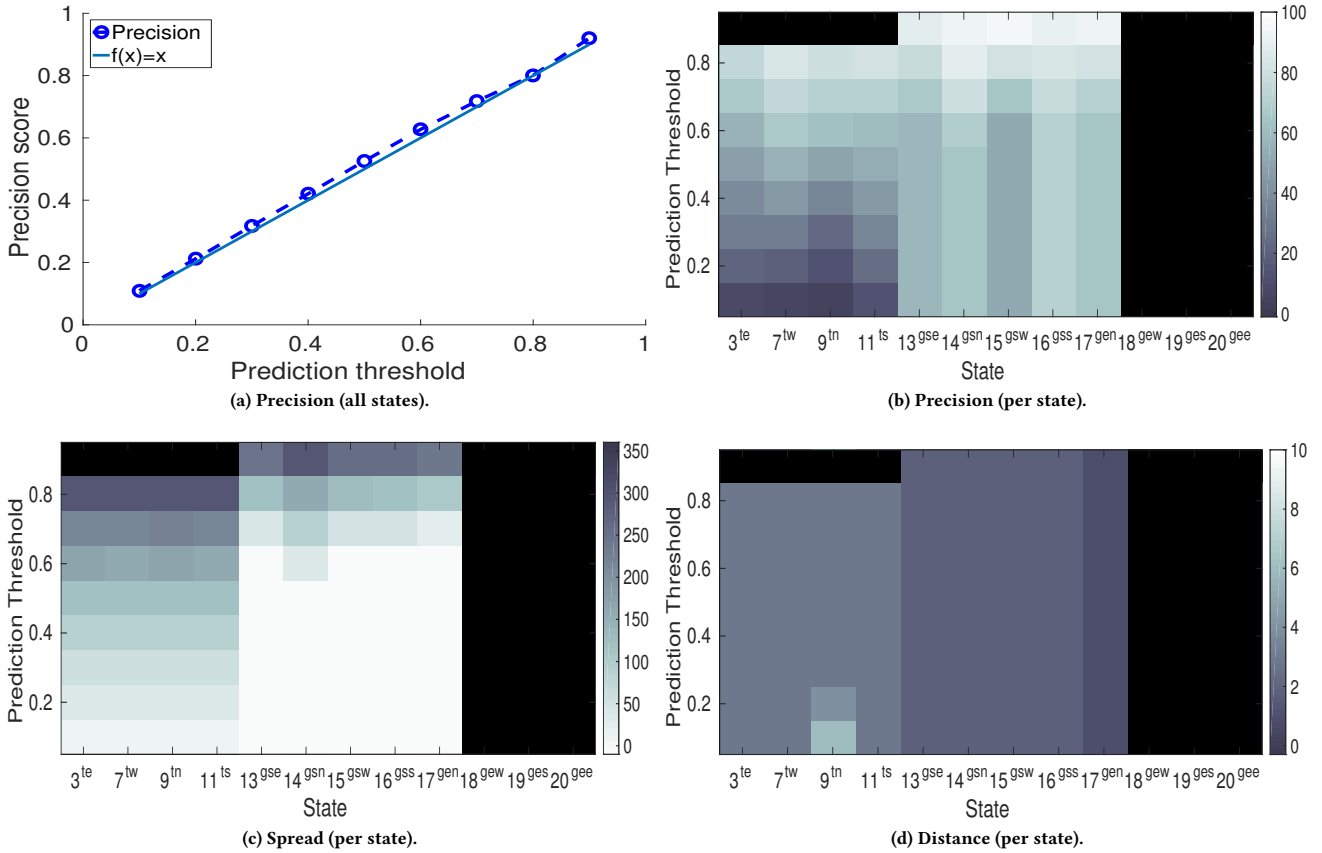 Precision
f(x)=x
1
0.8
0.6
0.4
0.2
0
0 0.2 0.4 0.6 0.8 1
Precision score
Prediction threshold
(a) Precision (all states).
0.8
0.6
0.4
0.2
Prediction Threshold
3te 7tw 9tn 11ts 13gse 14gsn 15gsw 16gss 17gen 18gew 19ges 20gee
State
100
80
60
40
20
0
(b) Precision (per state).
0.8
0.6
0.4
0.2
Prediction Threshold
3te 7tw 9tn 11ts 13gse 14gsn 15gsw 16gss 17gen 18gew 19ges 20gee
State
350
300
250
200
150
100
50
0
(c) Spread (per state).
0.8
0.6
0.4
0.2
Prediction Threshold
3te 7tw 9tn 11ts 13gse 14gsn 15gsw 16gss 17gen 18gew 19ges 20gee
State
10
8
6
4
2
0
(d) Distance (per state).